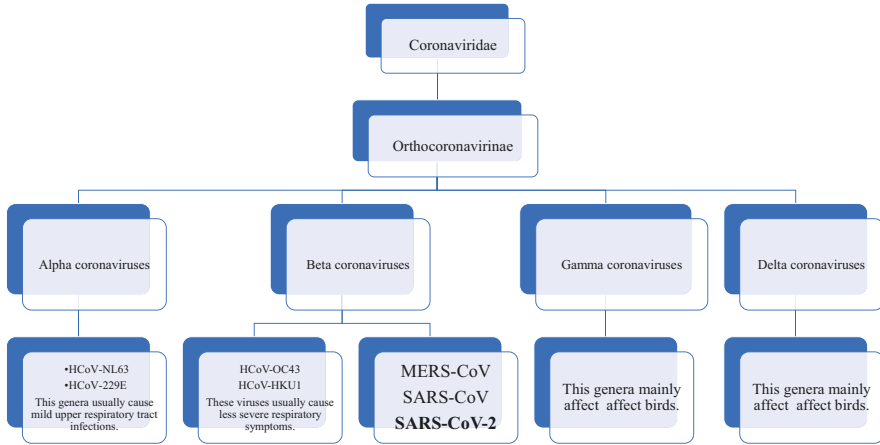 Coronaviridae
Orthocoronavirinae
Alpha coronaviruses
Beta coronaviruses
Gamma coronaviruses
Delta coronaviruses
•HCoV-NL63
•HCoV-229E
This genera usually cause
mild upper respiratory tract
infections.
HCoV-OC43
HCoV-HKU1
These viruses usually cause
less severe respiratory
symptoms.
MERS-CoV
SARS-CoV
SARS-CoV-2
This genera mainly
affect affect birds.
This genera mainly
affect affect birds.